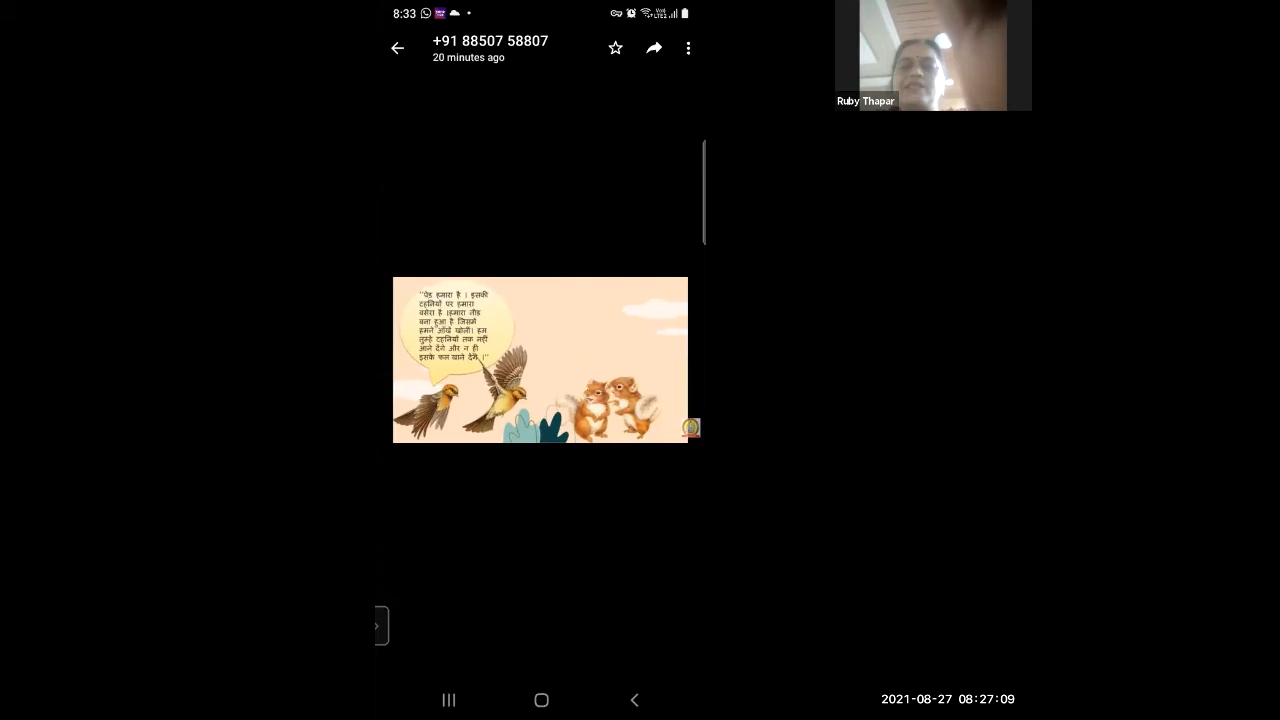 8:33
+91 88507 58807
20 minutes ago
"पेड़ हमारा है । इसकी
टहनियों पर हमारा
बसेरा है ।हमारा नीड़
बना हुआ है जिसमें
हमने आँखें खोलीं। हम
तुम्हे टहनियों तक नहीं
आने देंगे और न ही
इसके फल खाने देंगे ।"
Ruby Thapar
2021-08-27 08:27:09